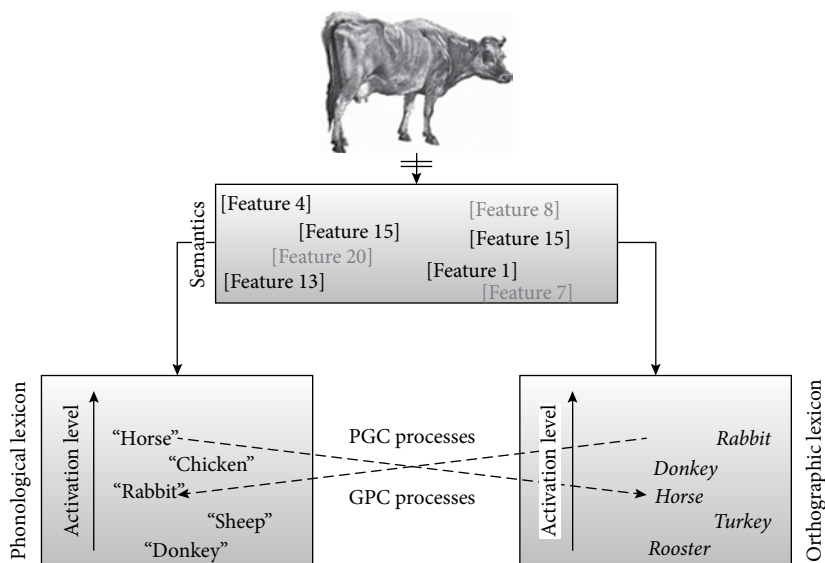 [Feature 4]
[Feature 8]
[Feature 15]
[Feature 15]
[Feature 20]
[Feature 1]
[Feature 13]
[Feature 7]
Semantics
Phonological lexicon
Activation level
“Horse”
“Chicken”
“Rabbit”
“Sheep”
“Donkey”
PGC processes
GPC processes
Activation level
Rabbit
Donkey
Horse
Turkey
Rooster
Orthographic lexicon